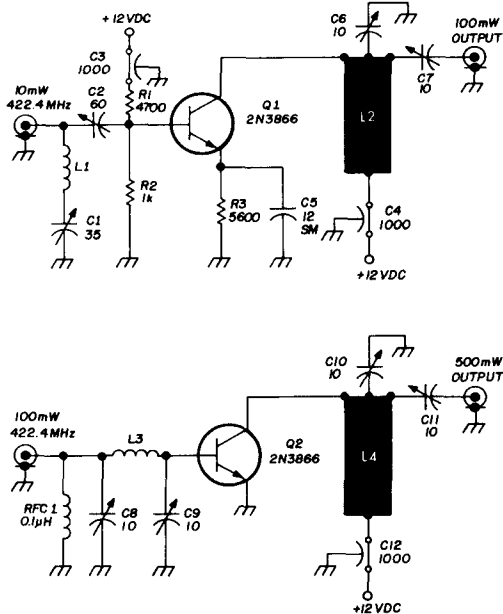 +12VDC
C3
1000
R1
4700
10mW
422.4MHz
C2
60
L1
C1
35
R2
1k
Q1
2N3866
R3
5600
C5
12
SM
C6
10
L2
C7
10
100mW
OUTPUT
C4
1000
+12VDC
100mW
422.4MHz
RFC1
0.1μH
C8
10
L3
C9
10
Q2
2N3866
C10
10
L4
C11
10
500mW
OUTPUT
C12
1000
+12VDC